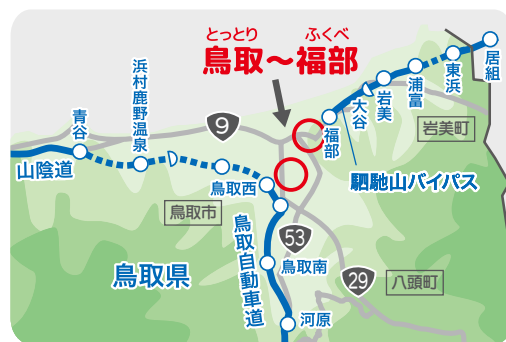 とっとり ふくべ
鳥取～福部
居組
東浜
浦富
岩美
大谷
福部
岩美町
駟馳山バイパス
9
浜村鹿野温泉
青谷
山陰道
鳥取西
鳥取市
鳥取自動車道
53
鳥取南
29
八頭町
鳥取県
河原